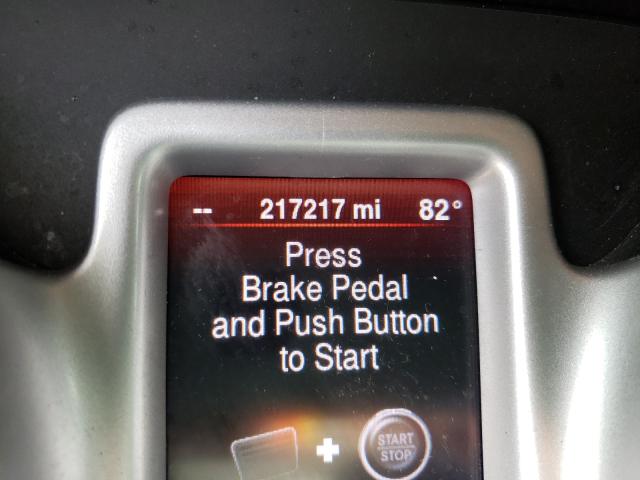 -- 217217 mi 82°
Press
Brake Pedal
and Push Button
to Start
+ START
STOP